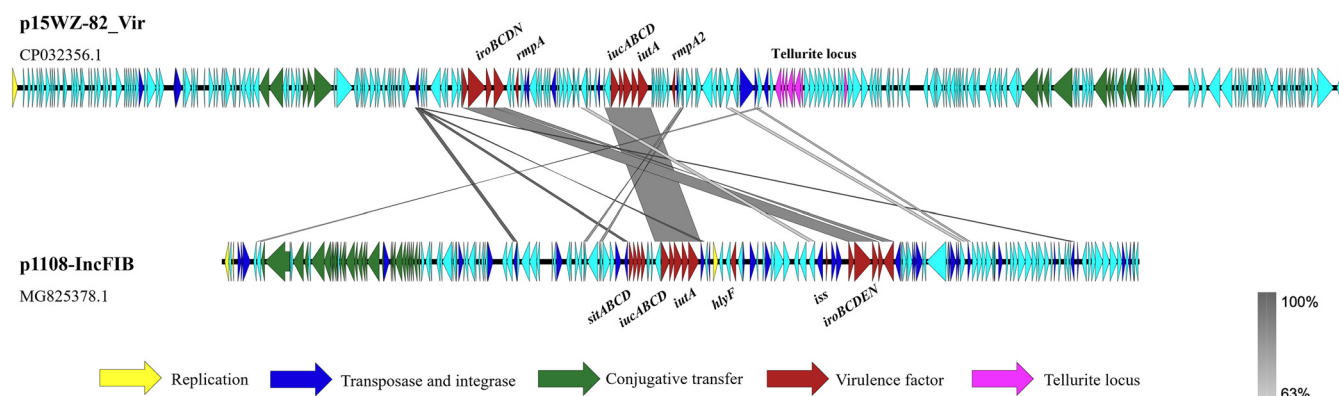 p15WZ-82_Vir
CP032356.1
iroBCDN
rmpA
iucABCD
iutA
rmpA2
Tellurite locus
p1108-IncFIB
MG825378.1
sitABCD
iucABCD
iutA
hlyF
iss
iroBCDEN
100%
63%
Replication
Transposase and integrase
Conjugative transfer
Virulence factor
Tellurite locus